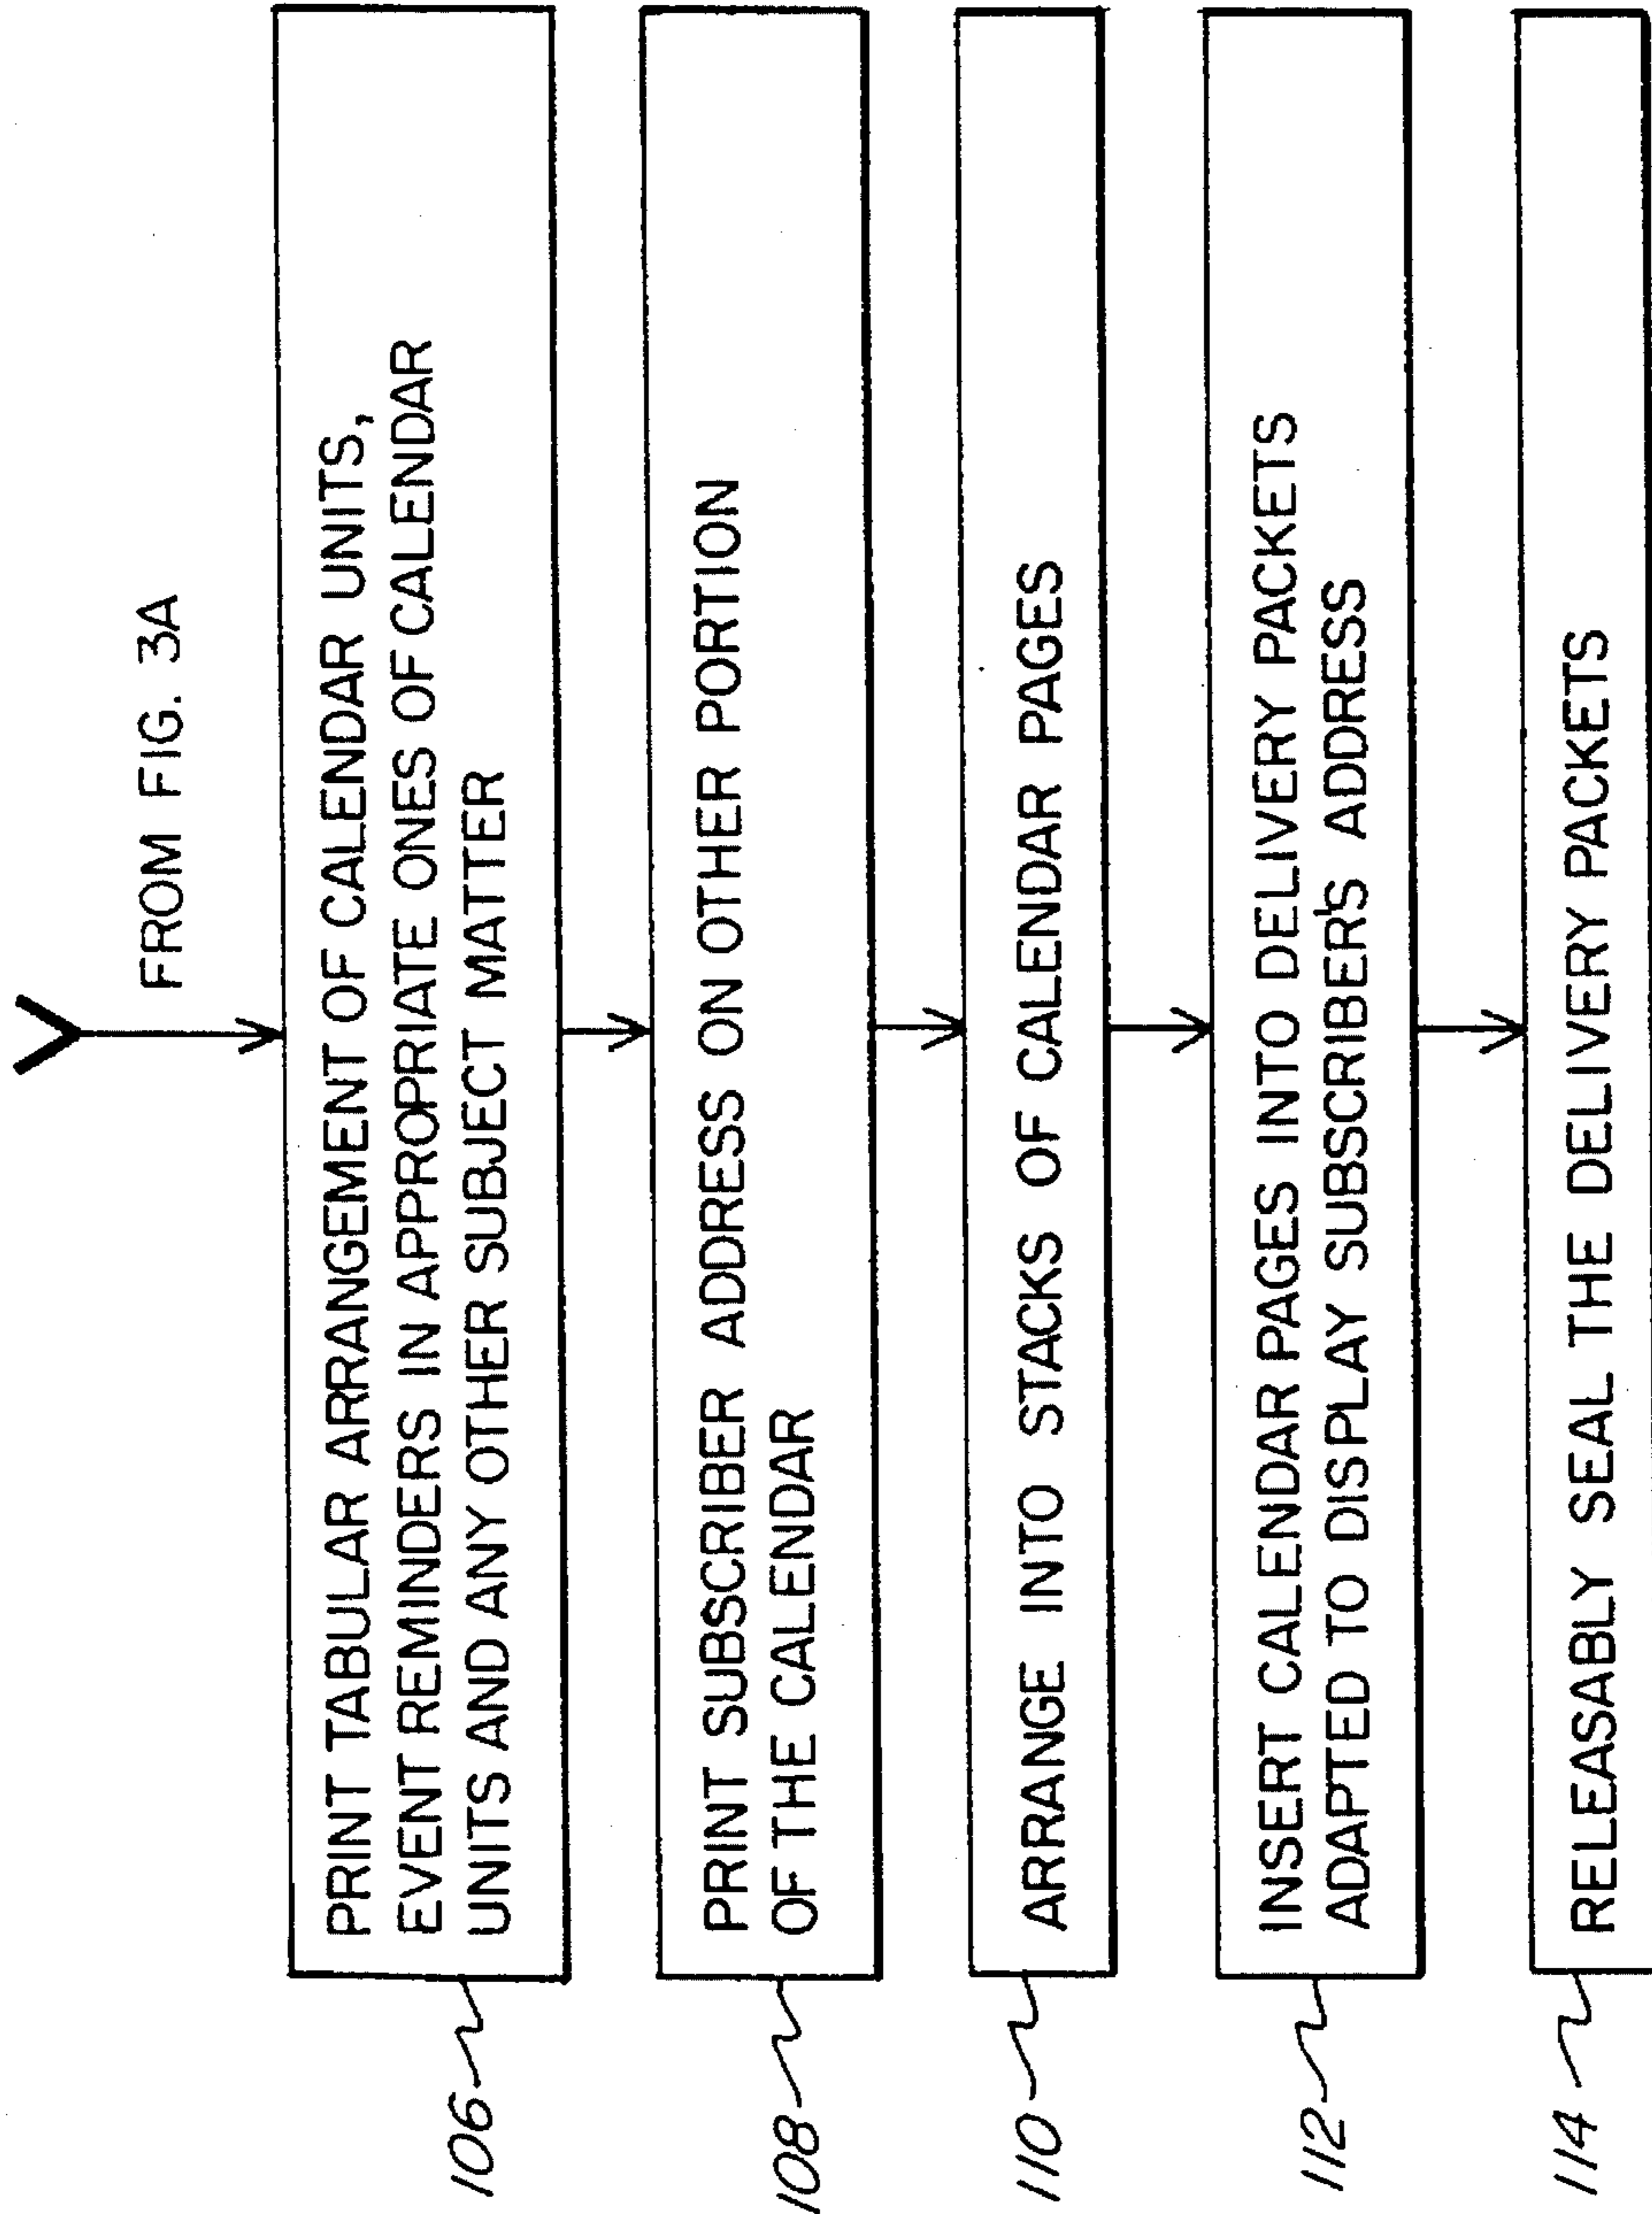 FROM FIG. 3A
106
PRINT TABULAR ARRANGEMENT OF CALENDAR UNITS,
EVENT REMINDERS IN APPROPRIATE ONES OF CALENDAR
UNITS AND ANY OTHER SUBJECT MATTER
108
PRINT SUBSCRIBER ADDRESS ON OTHER PORTION
OF THE CALENDAR
110
ARRANGE INTO STACKS OF CALENDAR PAGES
112
INSERT CALENDAR PAGES INTO DELIVERY PACKETS
ADAPTED TO DISPLAY SUBSCRIBER'S ADDRESS
114
RELEASABLY SEAL THE DELIVERY PACKETS